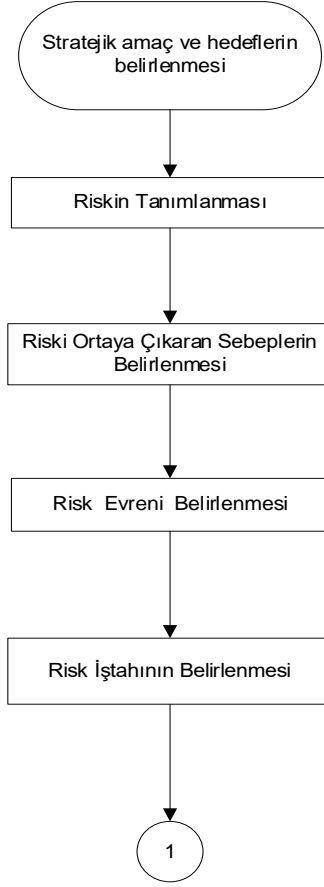 Stratejik amaç ve hedeflerin
belirlenmesi
Riskin Tanımlanması
Riski Ortaya Çıkaran Sebeplerin
Belirlenmesi
Risk Evreni Belirlenmesi
Risk İştahının Belirlenmesi
1